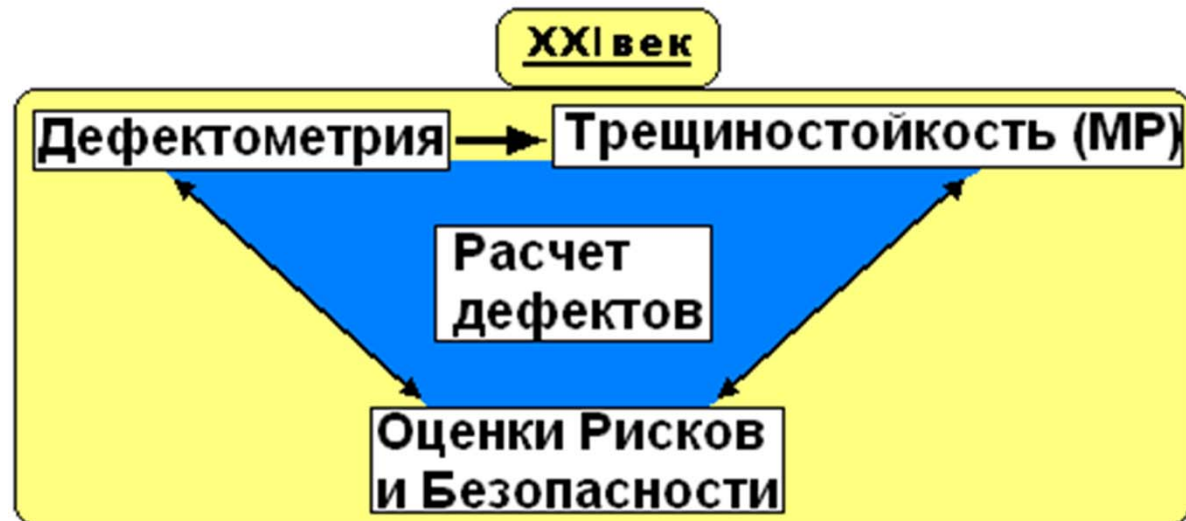 XXI век
Дефектометрия
Трещиностойкость (МР)
Расчет
дефектов
Оценки Рисков
и Безопасности